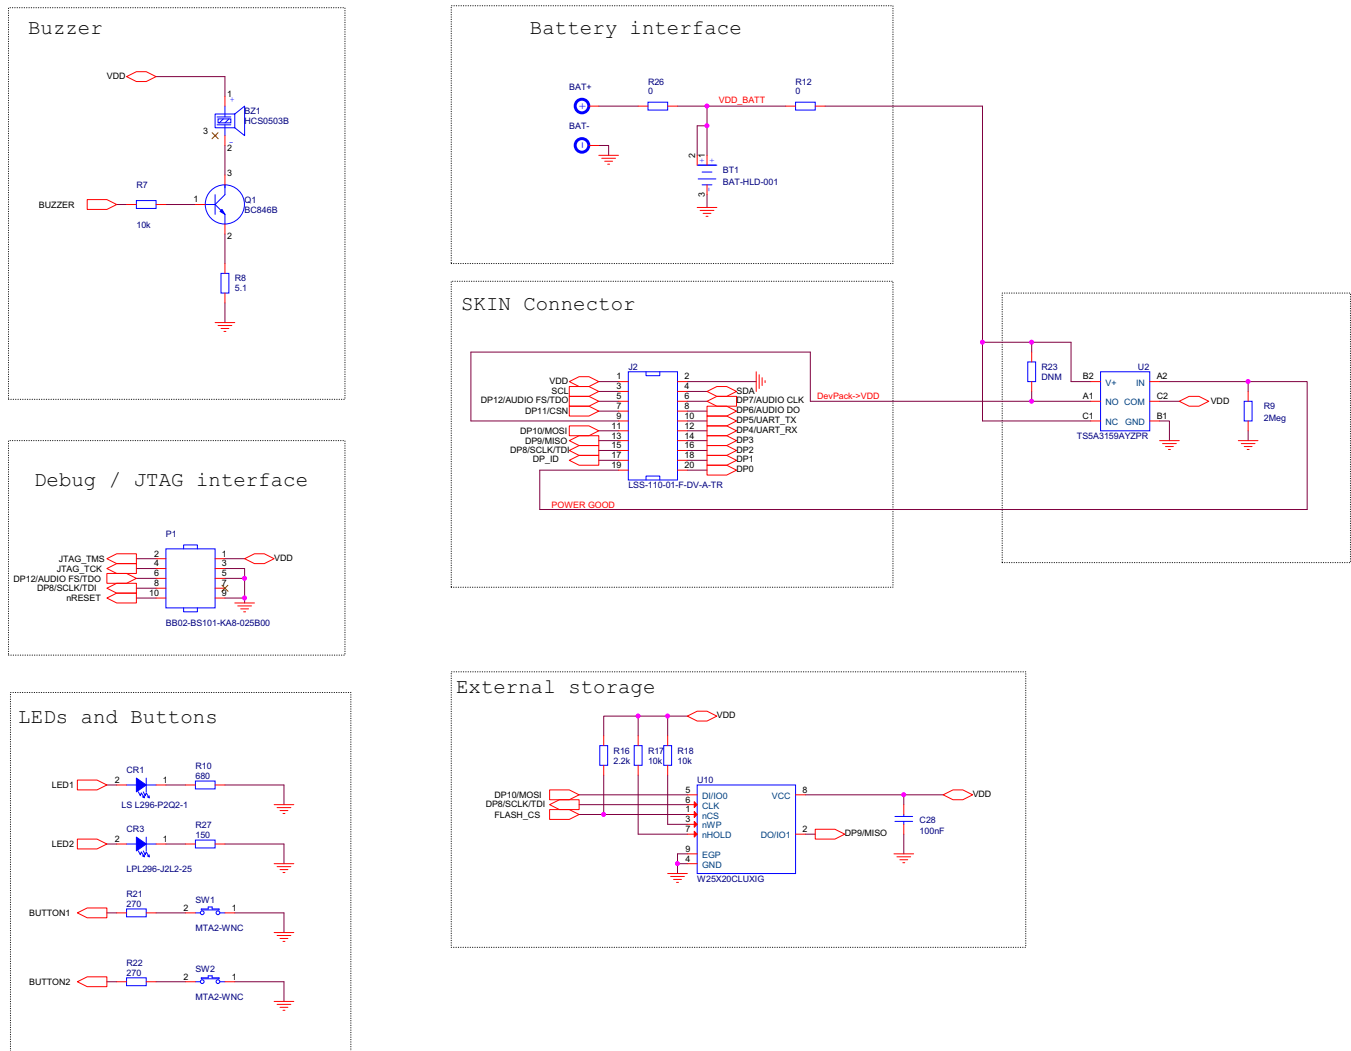 Buzzer
VDD
1
+
BZ1
HCS0503B
3
-
2
3
R7
10k
BUZZER
1
Q1
BC846B
2
R8
5.1
Battery interface
BAT+
R26
0
VDD_BATT
R12
0
BAT-
2
1
+
+
BT1
BAT-HLD-001
3
SKIN Connector
J2
VDD
1
2
SCL
3
4
SDA
DP12/AUDIO FS/TDO
5
6
DP7/AUDIO CLK
DP11/CSN
7
8
DP6/AUDIO DO
9
10
DP5/UART_TX
DP10/MOSI
11
12
DP4/UART_RX
DP9/MISO
13
14
DP3
DP8/SCLK/TDI
15
16
DP2
DP_ID
17
18
DP1
19
20
DP0
LSS-110-01-F-DV-A-TR
POWER GOOD
DevPack->VDD
R23
DNM
U2
B2
V+
IN
A2
A1
NO
COM
C2
VDD
C1
NC
GND
B1
TS5A3159AYZPR
R9
2Meg
Debug / JTAG interface
P1
JTAG_TMS
2
1
VDD
JTAG_TCK
4
3
DP12/AUDIO FS/TDO
6
5
DP8/SCLK/TDI
8
7
nRESET
10
9
BB02-BS101-KA8-025B00
LEDs and Buttons
LED1
2
CR1
1
R10
680
LS L296-P2Q2-1
LED2
2
CR3
1
R27
150
LPL296-J2L2-25
BUTTON1
R21
270
2
SW1
1
MTA2-WNC
BUTTON2
R22
270
2
SW2
1
MTA2-WNC
External storage
VDD
R16
2.2k
R17
10k
R18
10k
U10
DP10/MOSI
5
DI/IO0
VCC
8
VDD
DP8/SCLK/TDI
6
CLK
FLASH_CS
1
nCS
3
nWP
7
nHOLD
DO/IO1
2
DP9/MISO
9
EGP
4
GND
W25X20CLUXIG
C28
100nF